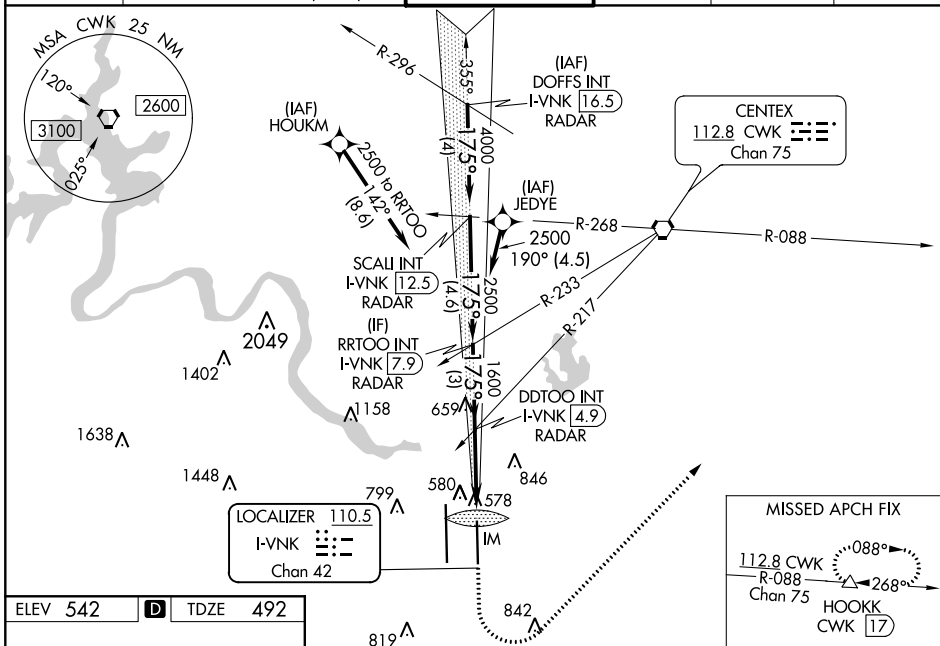 MSA CWK 25 NM
120°
2600
3100
025°
R-296
355°
(IAF)
DOFFS INT
I-VNK 16.5
RADAR
CENTEX
112.8 CWK
Chan 75
(IAF)
HOUKM
2500 to RRTOO
142°
(8.6)
4000
175°
(4)
(IAF)
JEDYE
2500
190° (4.5)
R-268
R-088
SCALI INT
I-VNK 12.5
RADAR
2500
175°
(4.6)
R-233
R-217
(IF)
RRTOO INT
I-VNK 7.9
RADAR
1600
175°
(3)
DDTOO INT
I-VNK 4.9
RADAR
2049
1402
1158
659
1638
1448
799
580
578
846
LOCALIZER 110.5
I-VNK
Chan 42
IM
MISSED APCH FIX
088°
112.8 CWK
R-088
Chan 75
268°
HOOKK
CWK 17
ELEV 542
D
TDZE 492
842
819